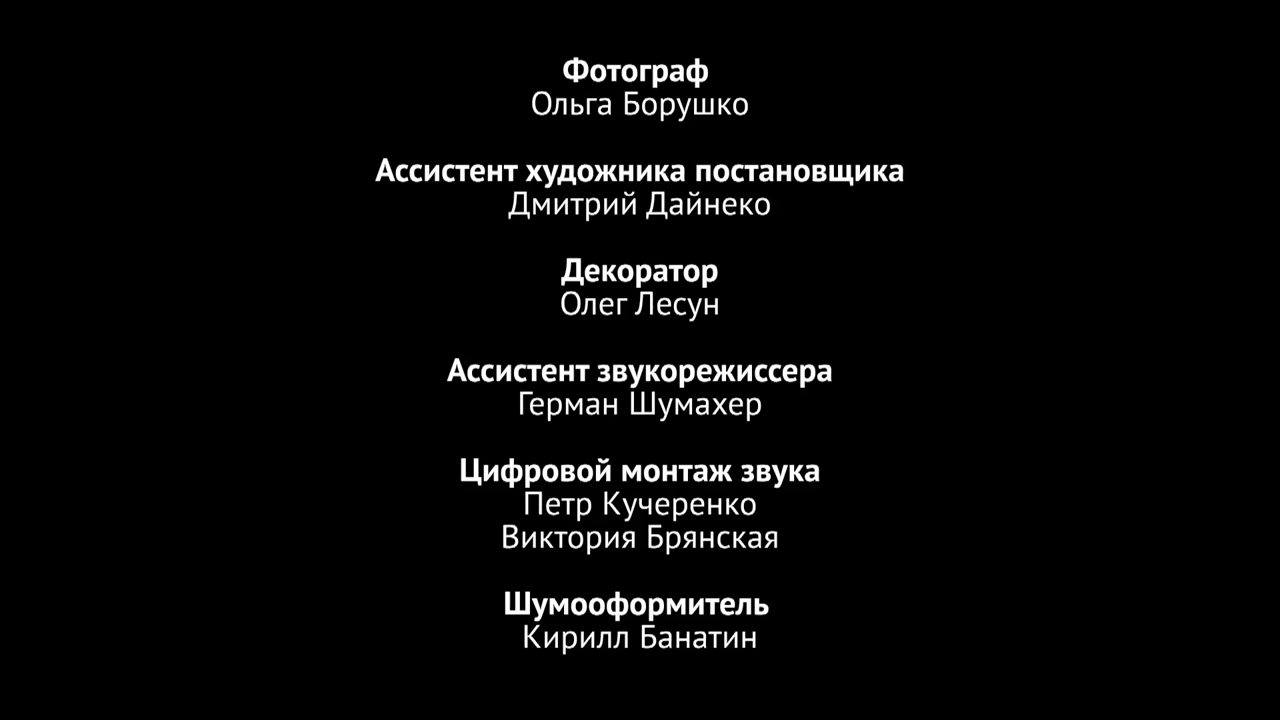 Фотограф
Ольга Борушко
Ассистент художника постановщика
Дмитрий Дайнеко
Декоратор
Олег Лесун
Ассистент звукорежиссера
Герман Шумахер
Цифровой монтаж звука
Петр Кучеренко
Виктория Брянская
Шумооформитель
Кирилл Банатин